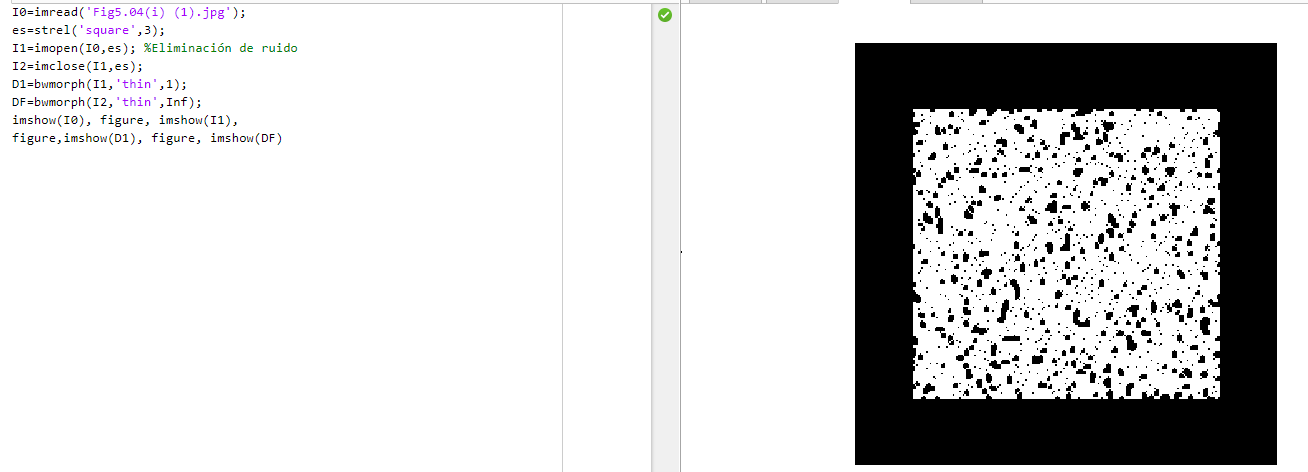 I0=imread('Fig5.04(i) (1).jpg');
es=strel('square',3);
I1=imopen(I0,es); %Eliminación de ruido
I2=imclose(I1,es);
D1=bwmorph(I1,'thin',1);
DF=bwmorph(I2,'thin',Inf);
imshow(I0), figure, imshow(I1),
figure,imshow(D1), figure, imshow(DF)